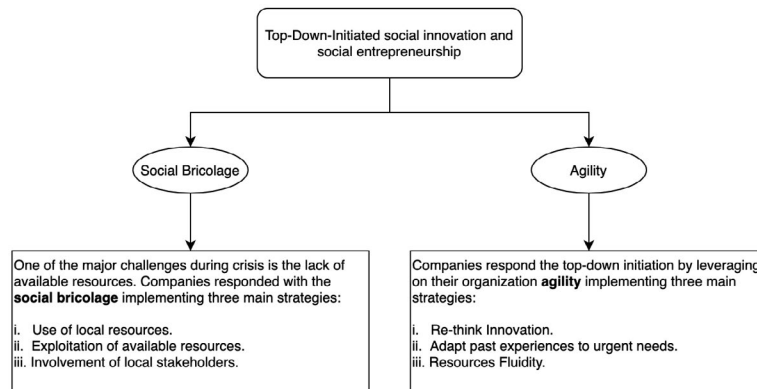 Top-Down-Initiated social innovation and
social entrepreneurship
Social Bricolage
Agility
One of the major challenges during crisis is the lack of
available resources. Companies responded with the
social bricolage implementing three main strategies:
i. Use of local resources.
ii. Exploitation of available resources.
iii. Involvement of local stakeholders.
Companies respond the top-down initiation by leveraging
on their organization agility implementing three main
strategies:
i. Re-think Innovation.
ii. Adapt past experiences to urgent needs.
iii. Resources Fluidity.